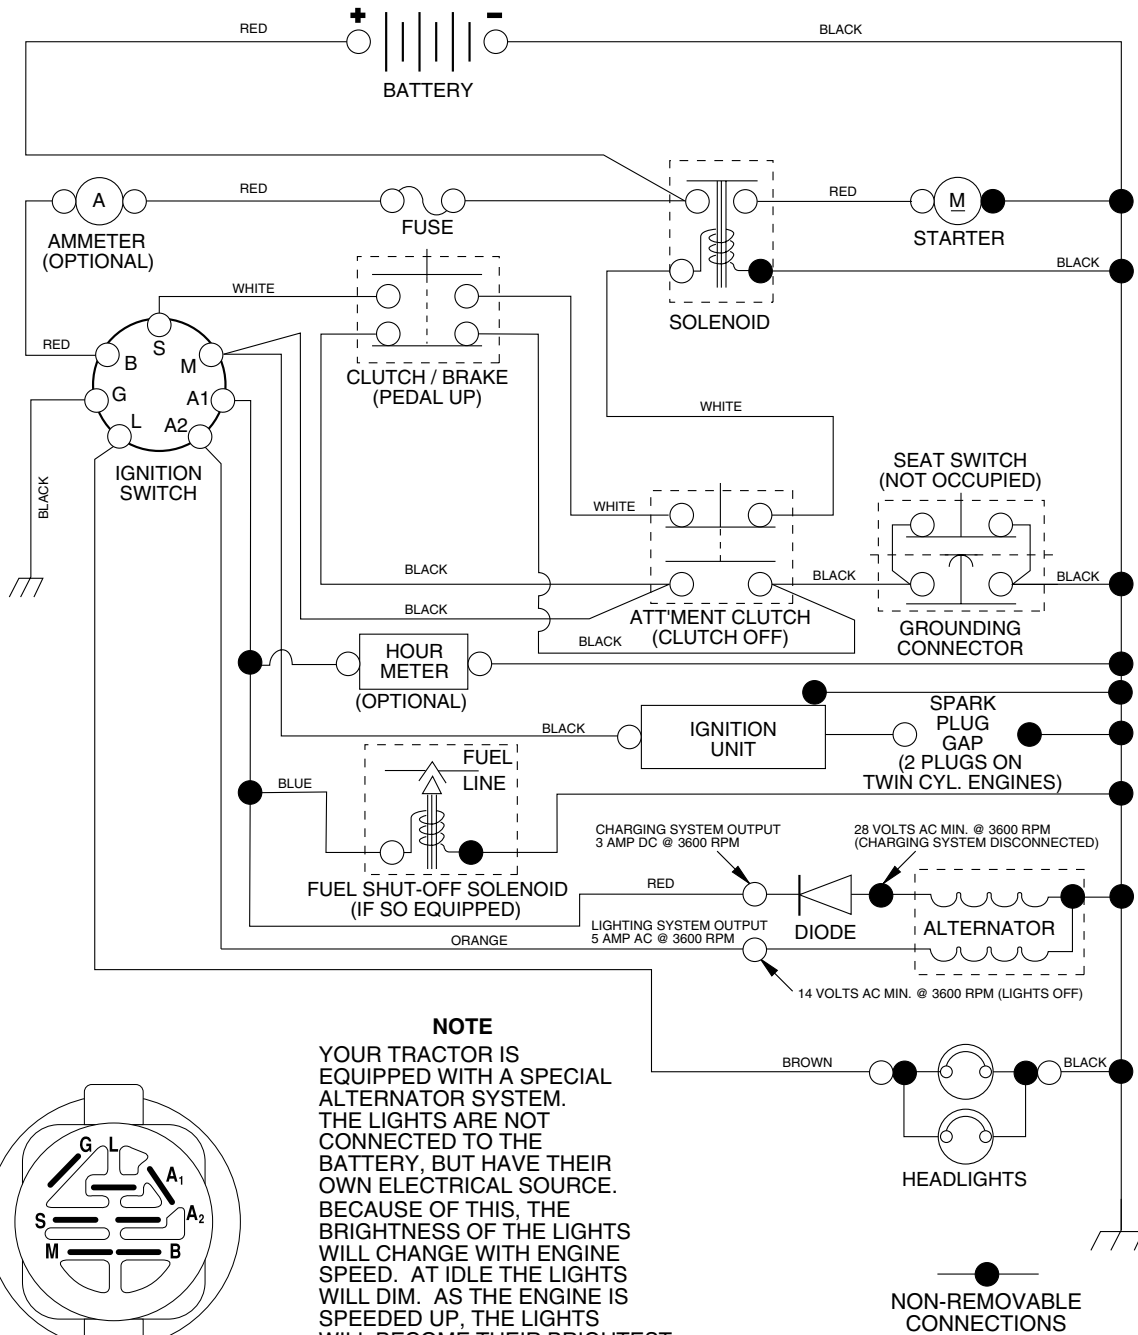 + −
RED
BLACK
BATTERY
A
RED
RED
M
FUSE
STARTER
AMMETER
(OPTIONAL)
BLACK
WHITE
SOLENOID
RED
S
B
M
G
A1
L
A2
CLUTCH / BRAKE
(PEDAL UP)
WHITE
IGNITION
SWITCH
BLACK
SEAT SWITCH
(NOT OCCUPIED)
WHITE
BLACK
BLACK
BLACK
BLACK
ATT'MENT CLUTCH
(CLUTCH OFF)
GROUNDING
CONNECTOR
BLACK
HOUR
METER
(OPTIONAL)
BLACK
IGNITION
UNIT
SPARK
PLUG
GAP
(2 PLUGS ON
TWIN CYL. ENGINES)
FUEL
LINE
BLUE
FUEL SHUT-OFF SOLENOID
(IF SO EQUIPPED)
CHARGING SYSTEM OUTPUT
3 AMP DC @ 3600 RPM
28 VOLTS AC MIN. @ 3600 RPM
(CHARGING SYSTEM DISCONNECTED)
RED
DIODE
ALTERNATOR
LIGHTING SYSTEM OUTPUT
5 AMP AC @ 3600 RPM
ORANGE
14 VOLTS AC MIN. @ 3600 RPM (LIGHTS OFF)
BROWN
BLACK
HEADLIGHTS
NOTE
YOUR TRACTOR IS
EQUIPPED WITH A SPECIAL
ALTERNATOR SYSTEM.
THE LIGHTS ARE NOT
CONNECTED TO THE
BATTERY, BUT HAVE THEIR
OWN ELECTRICAL SOURCE.
BECAUSE OF THIS, THE
BRIGHTNESS OF THE LIGHTS
WILL CHANGE WITH ENGINE
SPEED. AT IDLE THE LIGHTS
WILL DIM. AS THE ENGINE IS
SPEEDED UP, THE LIGHTS
WILL BECOME THEIR BRIGHTEST
G L
A1
S
A2
M
B
NON-REMOVABLE
CONNECTIONS